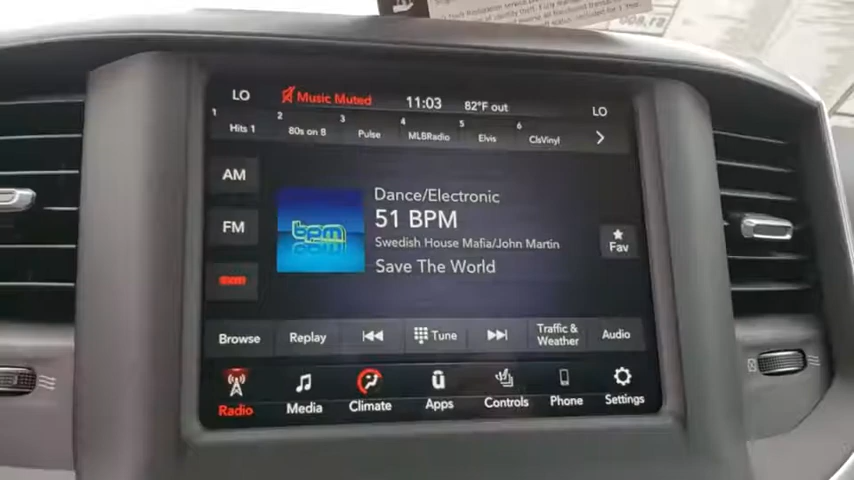 LO
Music Muted
11:03
82°F out
LO
1 Hits 1
2 80s on 8
3 Pulse
4 MLBRadio
5 Elvis
6 ClsVinyl
AM
FM
sxm
bpm
Dance/Electronic
51 BPM
Swedish House Mafia/John Martin
Save The World
Fav
Browse
Replay
Tune
Traffic &
Weather
Audio
Radio
Media
Climate
Apps
Controls
Phone
Settings